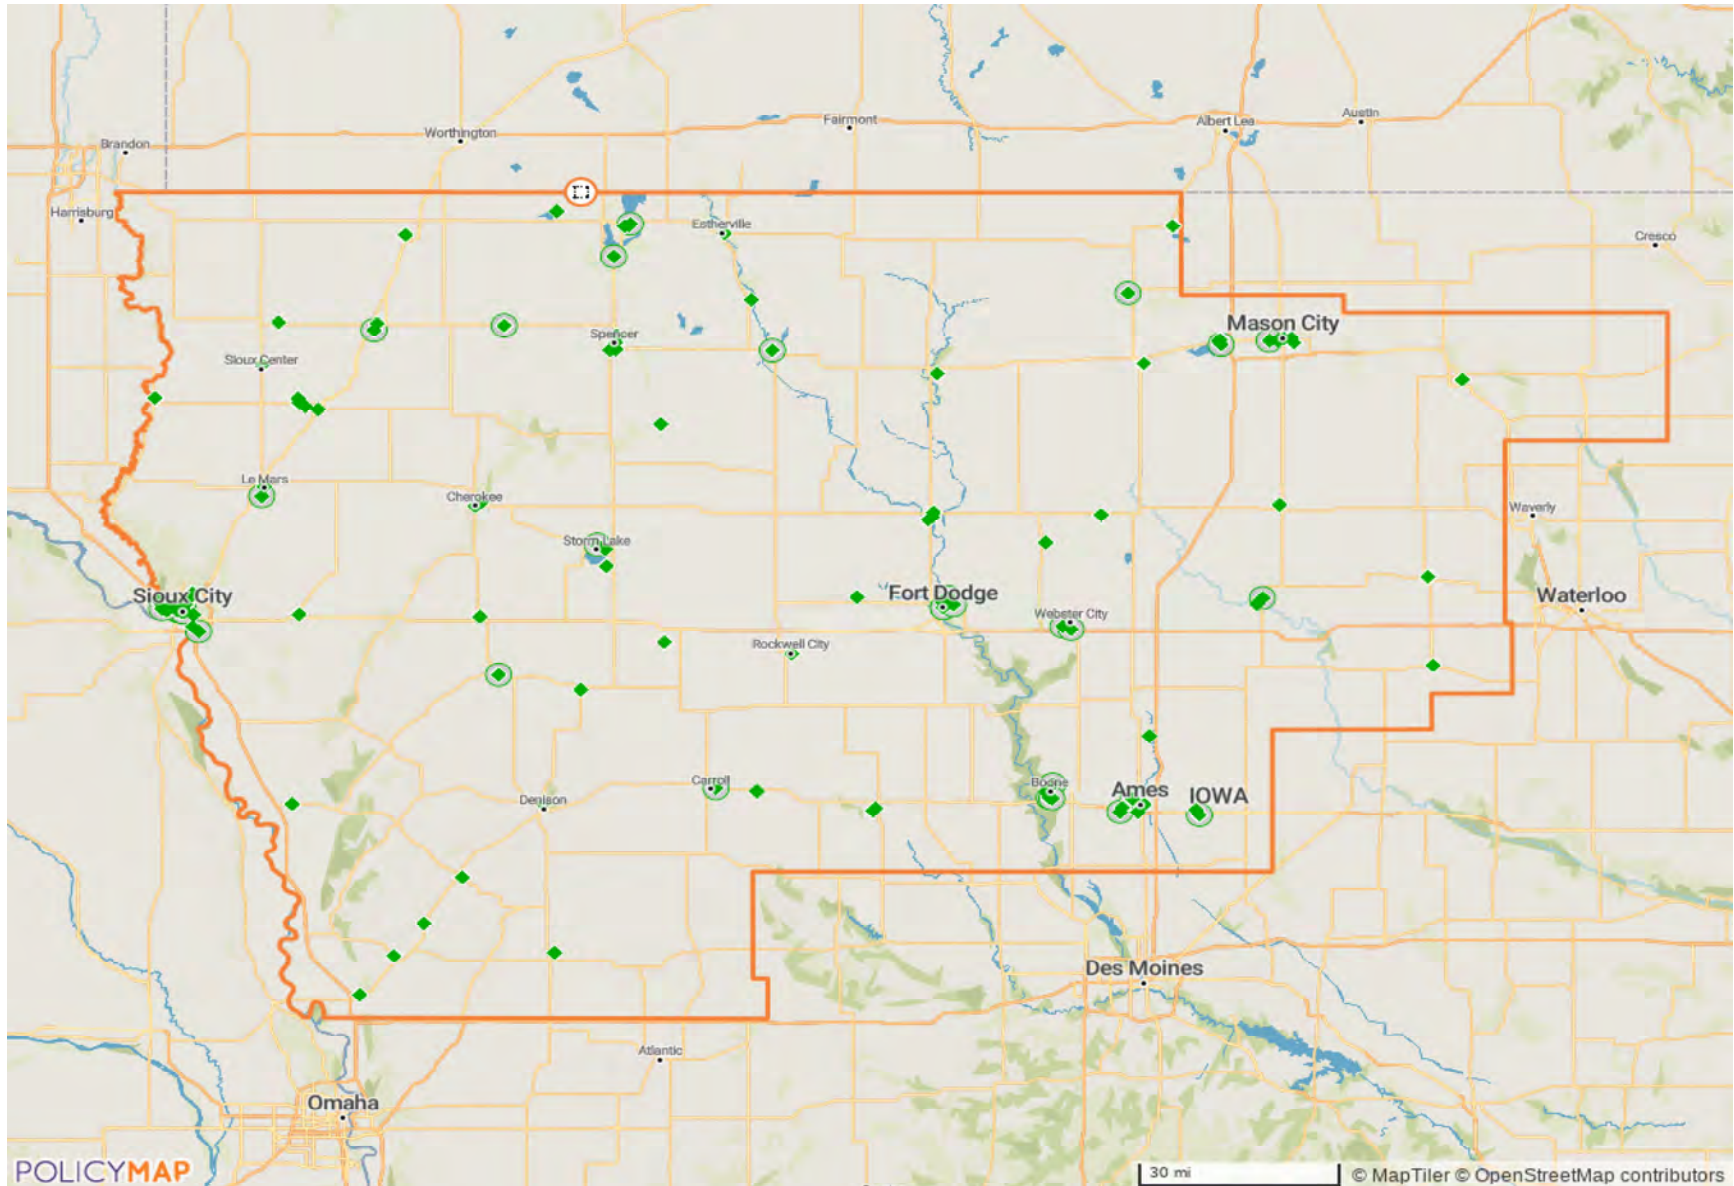 Fairmont
Austin
Albert Lea
Worthington
Brandon
Harrisburg
Estherville
Cresco
Mason City
Spencer
Sioux Center
Le Mars
Cherokee
Waverly
Storm Lake
Sioux City
Fort Dodge
Webster City
Waterloo
Rockwell City
Carroll
Boone
Ames
IOWA
Denison
Des Moines
Atlantic
Omaha
POLICYMAP
30 mi
© MapTiler © OpenStreetMap contributors